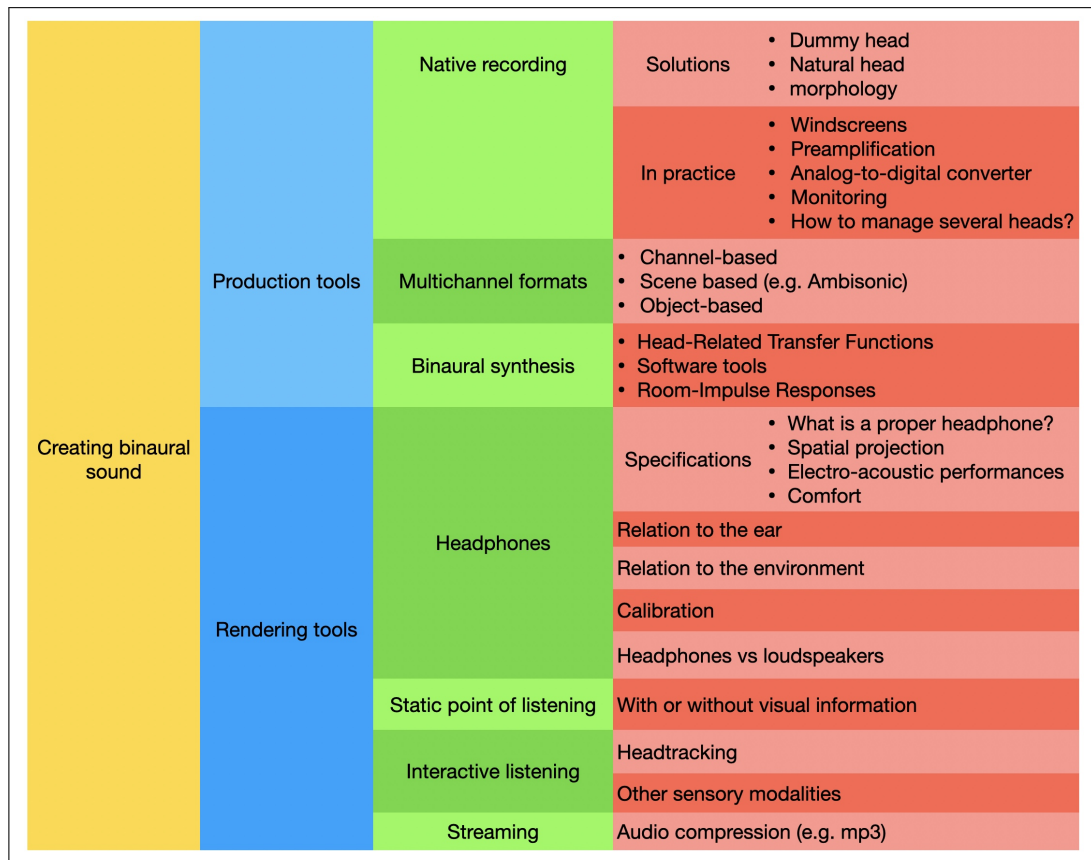 Creating binaural
sound
Production tools
Native recording
Solutions
• Dummy head
• Natural head
• morphology
In practice
• Windscreens
• Preamplification
• Analog-to-digital converter
• Monitoring
• How to manage several heads?
Multichannel formats
• Channel-based
• Scene based (e.g. Ambisonic)
• Object-based
Binaural synthesis
• Head-Related Transfer Functions
• Software tools
• Room-Impulse Responses
Rendering tools
Headphones
Specifications
• What is a proper headphone?
• Spatial projection
• Electro-acoustic performances
• Comfort
Relation to the ear
Relation to the environment
Calibration
Headphones vs loudspeakers
Static point of listening
With or without visual information
Interactive listening
Headtracking
Other sensory modalities
Streaming
Audio compression (e.g. mp3)